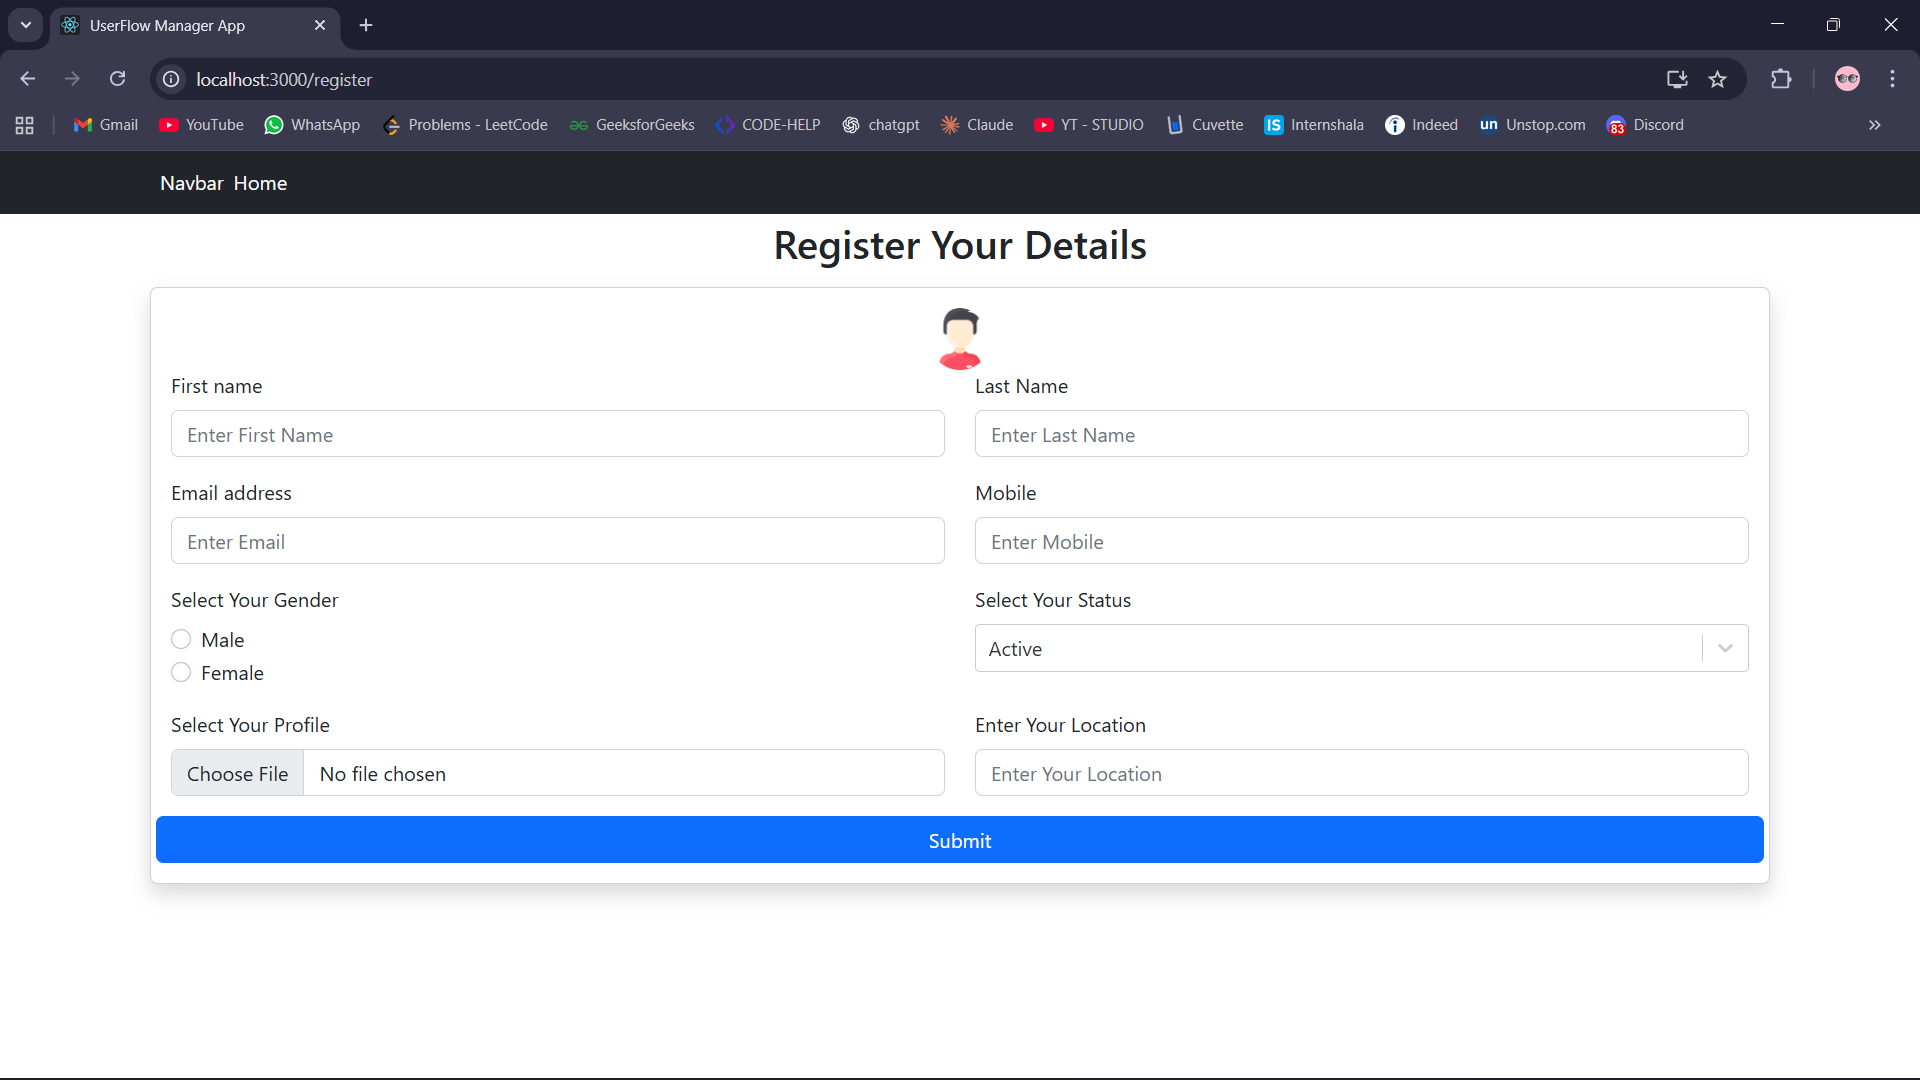 UserFlow Manager App
localhost:3000/register
Gmail YouTube WhatsApp Problems - LeetCode GeeksforGeeks CODE-HELP chatgpt Claude YT - STUDIO Cuvette IS Internshala Indeed un Unstop.com 83 Discord
Navbar Home
Register Your Details
First name Last Name
Enter First Name Enter Last Name
Email address Mobile
Enter Email Enter Mobile
Select Your Gender Select Your Status
Male Active
Female
Select Your Profile Enter Your Location
Choose File No file chosen Enter Your Location
Submit